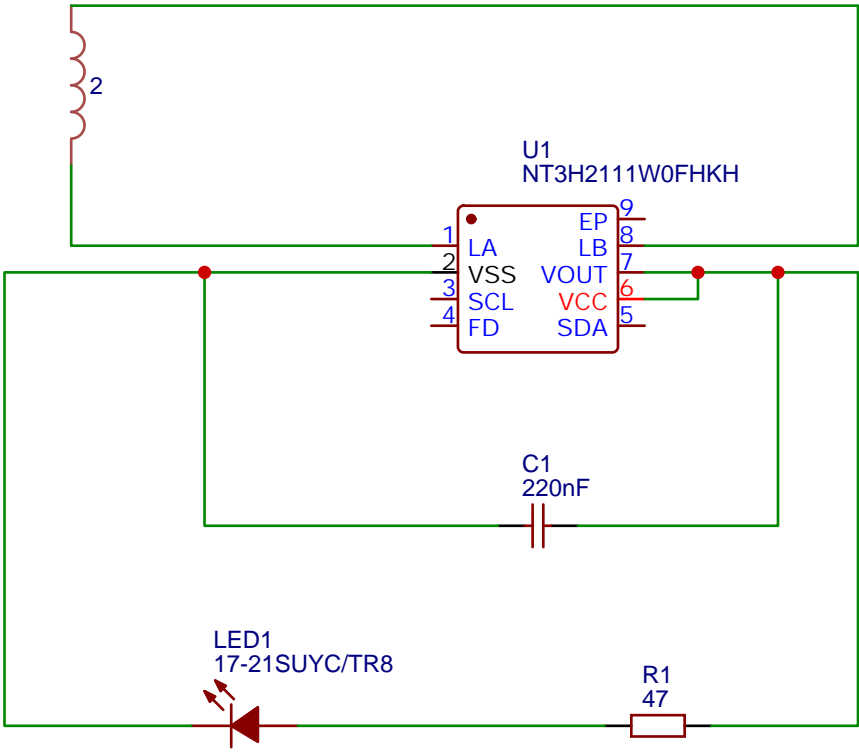 2
U1
NT3H2111W0FHKH
EP 9
1 LA
LB 8
2 VSS
VOUT 7
3 SCL
VCC 6
4 FD
SDA 5
C1
220nF
LED1
17-21SUYC/TR8
R1
47